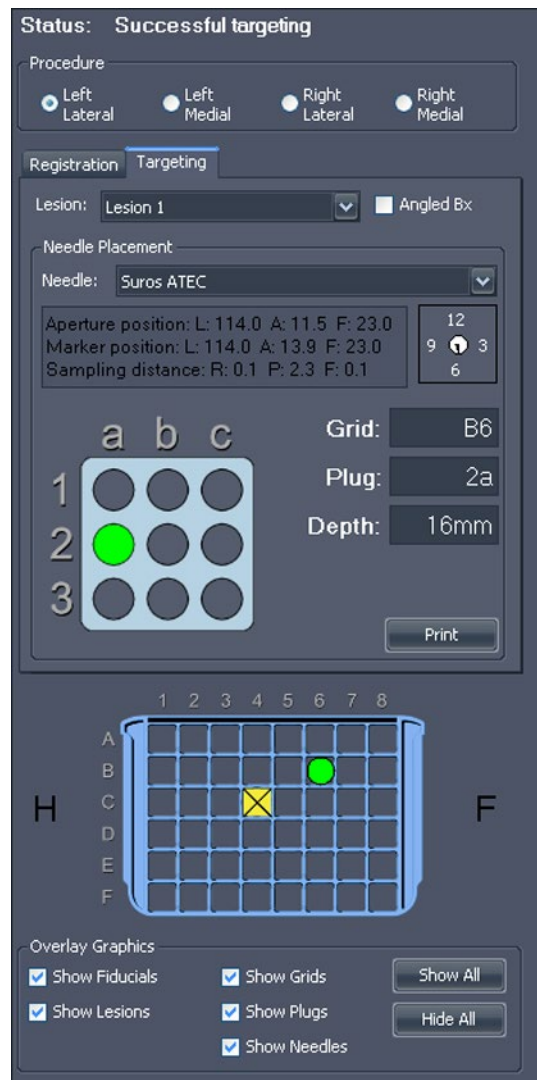 Status: Successful targeting
Procedure
Left Lateral Left Medial Right Lateral Right Medial
Registration Targeting
Lesion: Lesion 1 Angled Bx
Needle Placement
Needle: Suros ATEC
Aperture position: L: 114.0 A: 11.5 F: 23.0
Marker position: L: 114.0 A: 13.9 F: 23.0
Sampling distance: R: 0.1 P: 2.3 F: 0.1
12
9 3
6
a b c
1
2
3
Grid: B6
Plug: 2a
Depth: 16mm
Print
1 2 3 4 5 6 7 8
A
B
C
D
E
F
H F
Overlay Graphics
Show Fiducials Show Grids Show All
Show Lesions Show Plugs Hide All
Show Needles